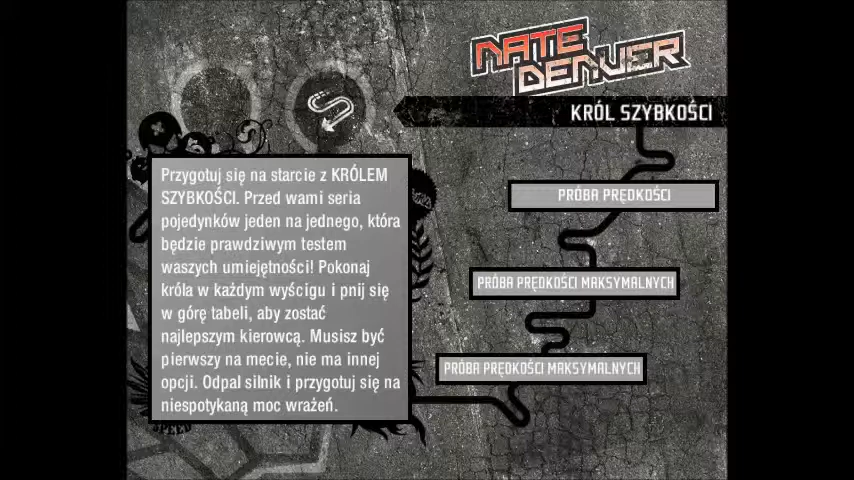 NATE
DENVER
KRÓL SZYBKOŚCI
Przygotuj się na starcie z KRÓLEM
SZYBKOŚCI. Przed wami seria
pojedynków jeden na jednego, która
będzie prawdziwym testem
waszych umiejętności! Pokonaj
króla w każdym wyścigu i pnij się
w górę tabeli, aby zostać
najlepszym kierowcą. Musisz być
pierwszy na mecie, nie ma innej
opcji. Odpal silnik i przygotuj się na
niespotykaną moc wrażeń.
PRÓBA PRĘDKOŚCI
PRÓBA PRĘDKOŚCI MAKSYMALNYCH
PRÓBA PRĘDKOŚCI MAKSYMALNYCH
SPEED